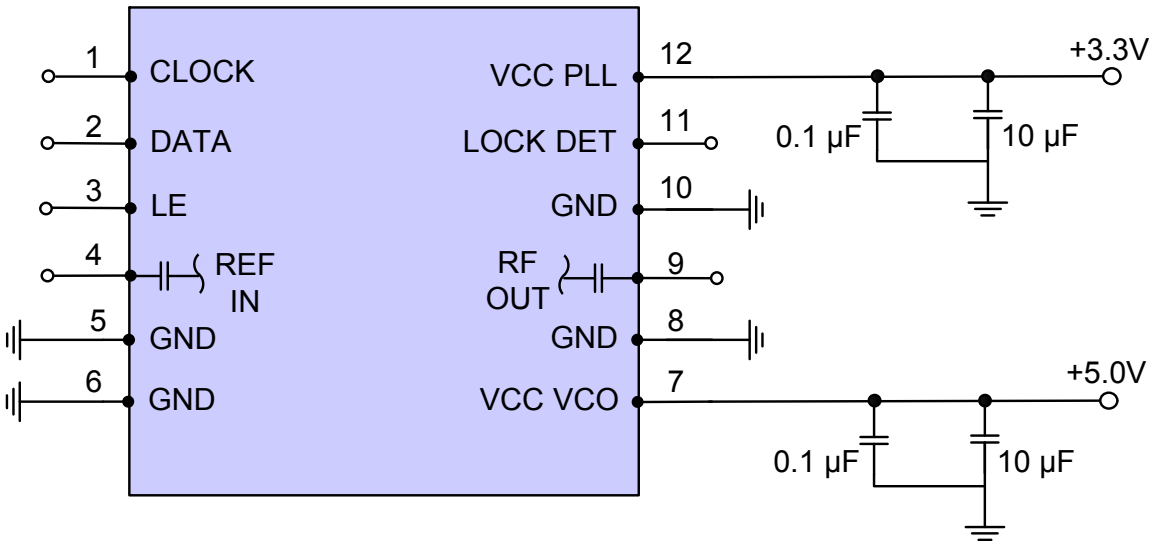 1 CLOCK
2 DATA
3 LE
4 REF
IN
5 GND
6 GND
VCC PLL 12
LOCK DET 11
GND 10
RF 9
OUT
GND 8
VCC VCO 7
+3.3V
0.1 µF 10 µF
+5.0V
0.1 µF 10 µF